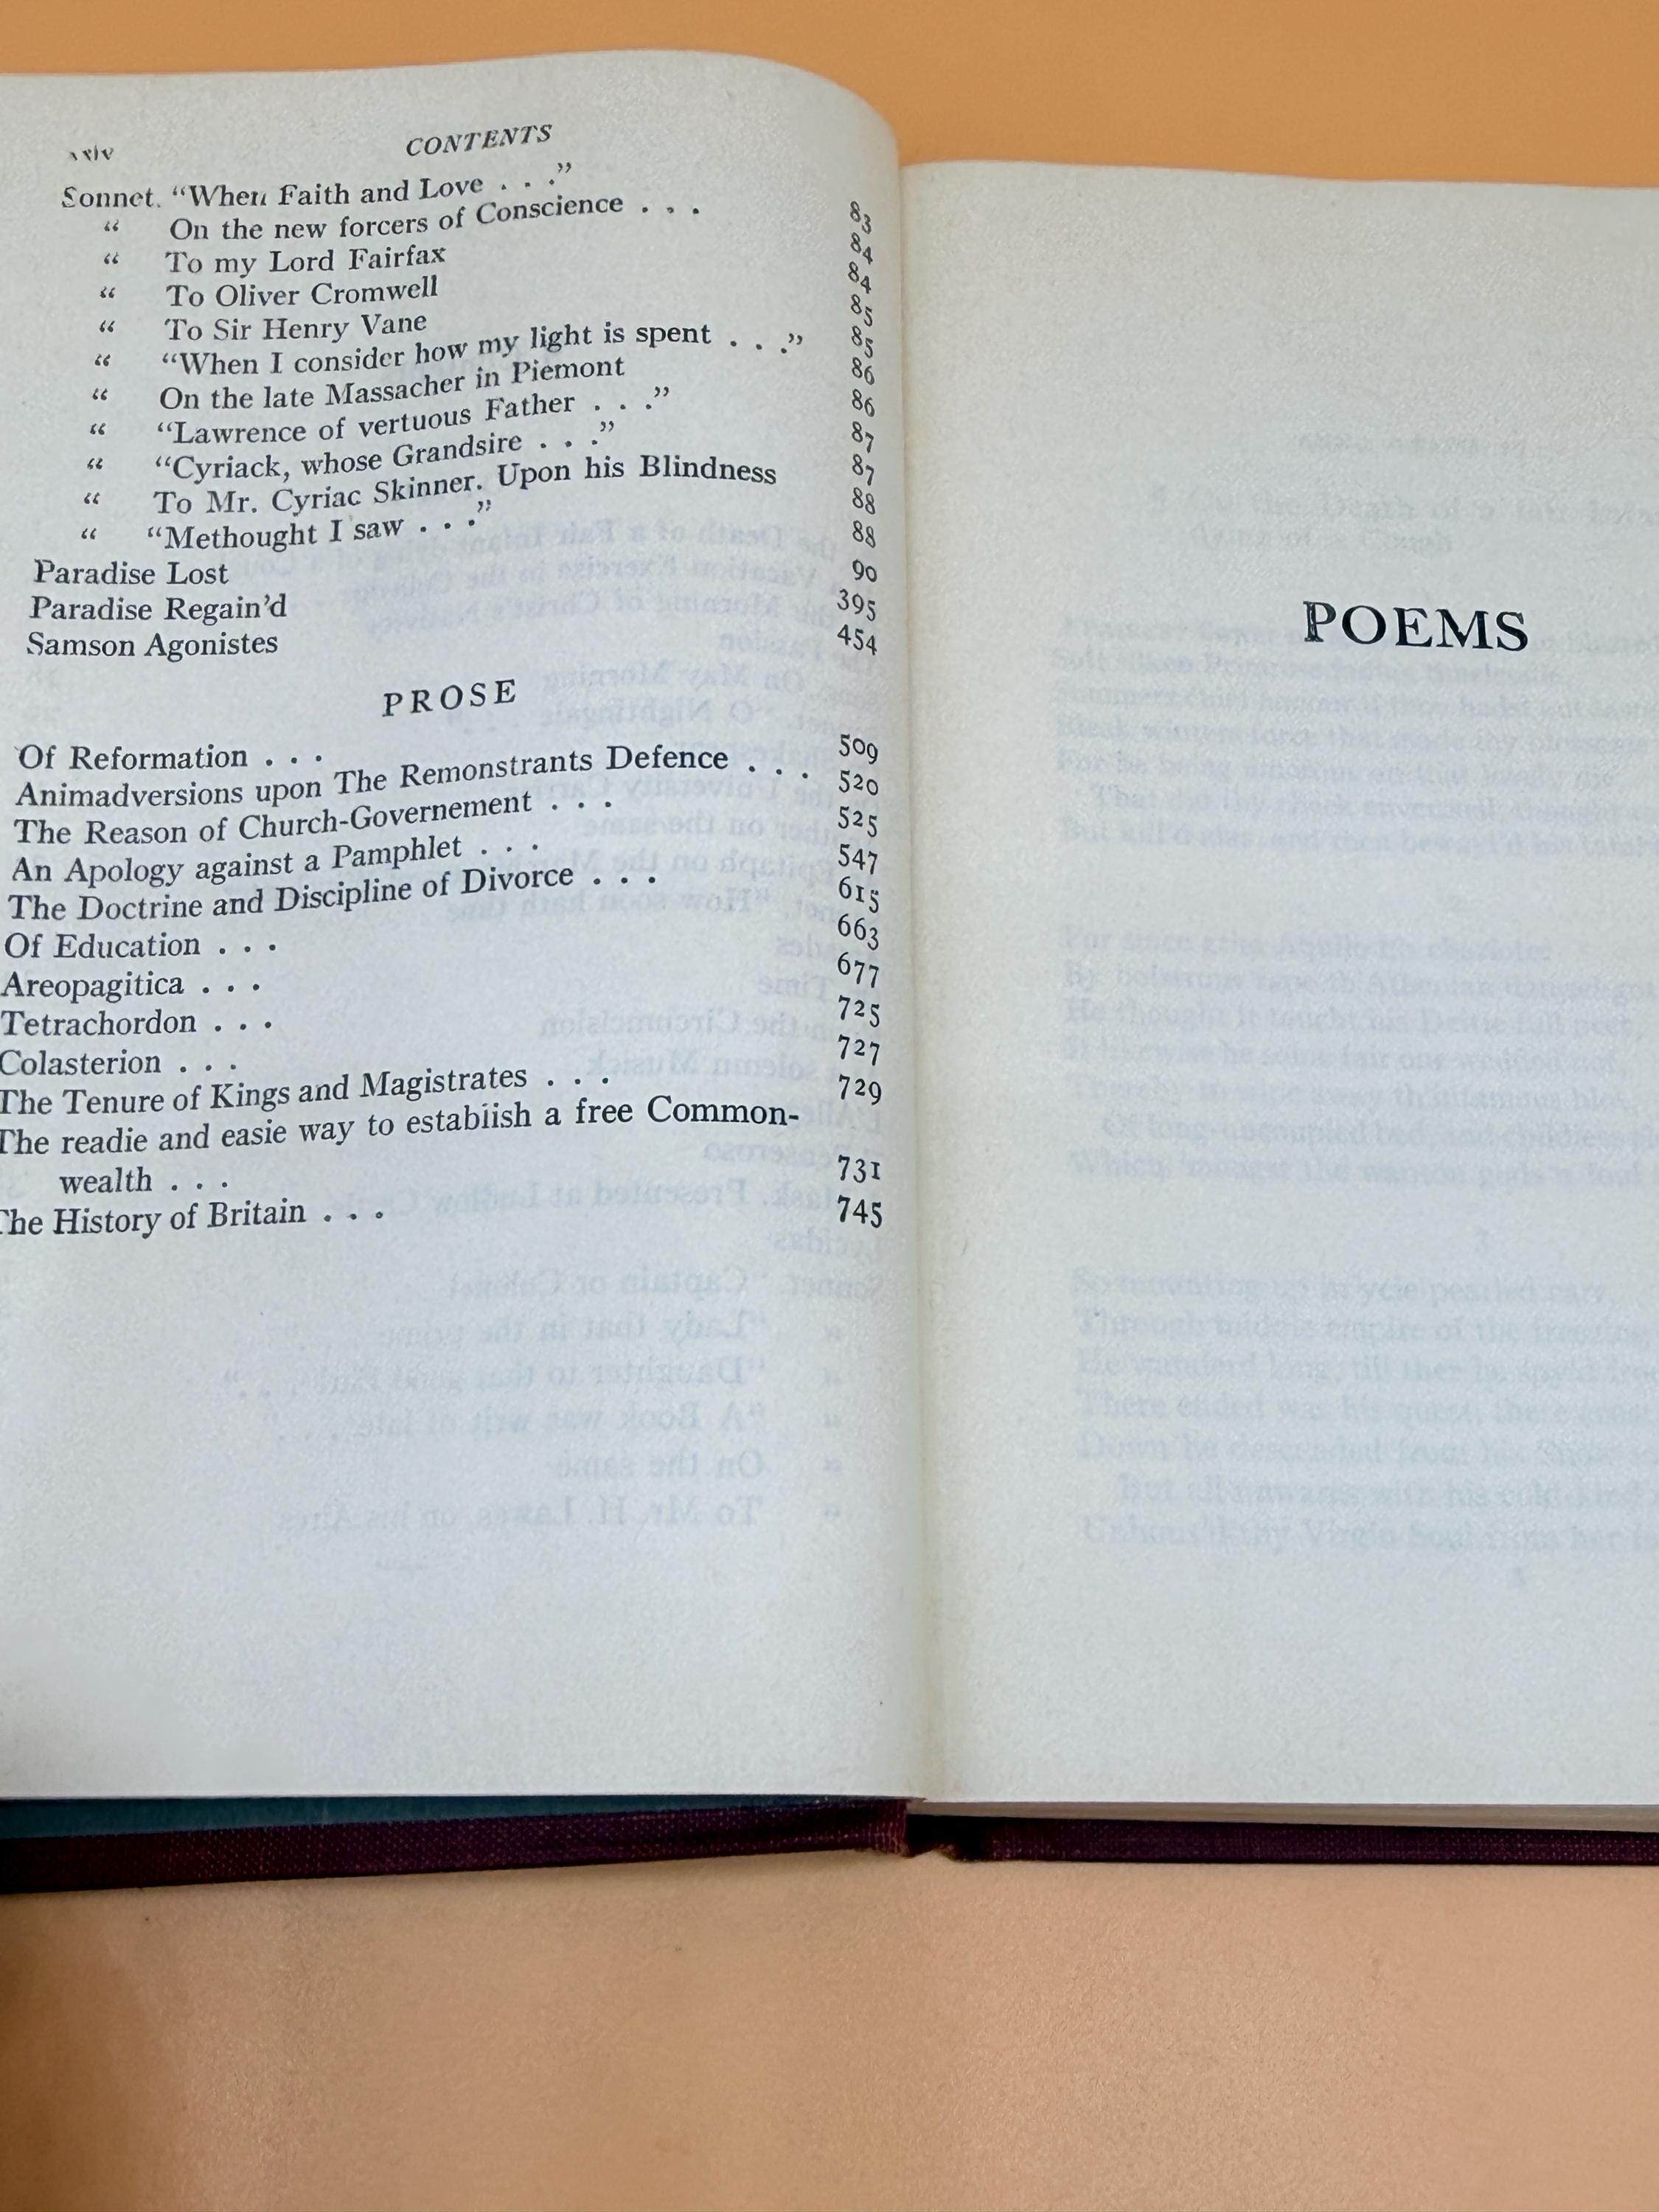 xxiv CONTENTS
Sonnet. “When Faith and Love . . .” 83
“ On the new forcers of Conscience . . . 84
“ To my Lord Fairfax 84
“ To Oliver Cromwell 85
“ To Sir Henry Vane 85
“ “When I consider how my light is spent . . .” 86
“ On the late Massacher in Piemont 86
“ “Lawrence of vertuous Father . . .” 87
“ “Cyriack, whose Grandsire . . .” 87
“ To Mr. Cyriac Skinner. Upon his Blindness 88
“ “Methought I saw . . .” 88
Paradise Lost 90
Paradise Regain’d 395
Samson Agonistes 454
PROSE
Of Reformation . . . 509
Animadversions upon The Remonstrants Defence . . . 520
The Reason of Church-Governement . . . 525
An Apology against a Pamphlet . . . 547
The Doctrine and Discipline of Divorce . . . 615
Of Education . . . 663
Areopagitica . . . 677
Tetrachordon . . . 725
Colasterion . . . 727
The Tenure of Kings and Magistrates . . . 729
The readie and easie way to establish a free Common-
wealth . . . 731
The History of Britain . . . 745
POEMS